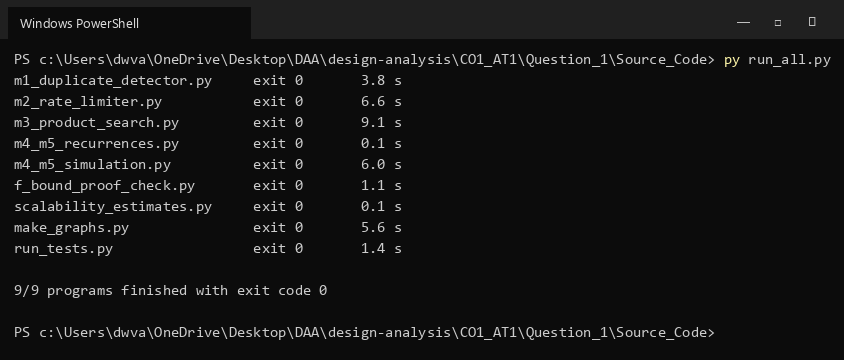 Windows PowerShell
PS c:\Users\dwva\OneDrive\Desktop\DAA\design-analysis\CO1_AT1\Question_1\Source_Code> py run_all.py
m1_duplicate_detector.py     exit 0       3.8 s
m2_rate_limiter.py           exit 0       6.6 s
m3_product_search.py         exit 0       9.1 s
m4_m5_recurrences.py         exit 0       0.1 s
m4_m5_simulation.py          exit 0       6.0 s
f_bound_proof_check.py       exit 0       1.1 s
scalability_estimates.py     exit 0       0.1 s
make_graphs.py               exit 0       5.6 s
run_tests.py                 exit 0       1.4 s
9/9 programs finished with exit code 0
PS c:\Users\dwva\OneDrive\Desktop\DAA\design-analysis\CO1_AT1\Question_1\Source_Code>